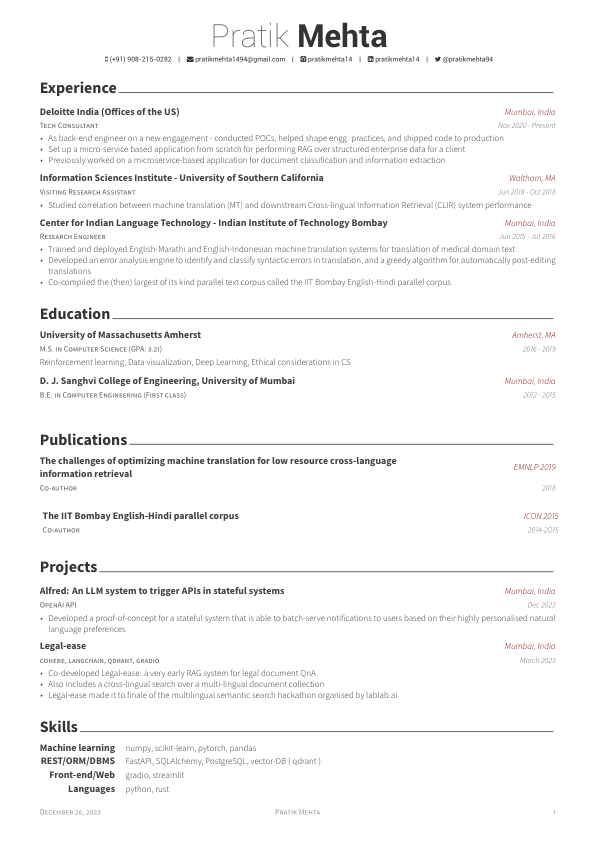 Pratik Mehta
(+91) 908-215-0282 | pratikmehta1494@gmail.com | pratikmehta14 | pratikmehta14 | @pratikmehta94
Experience
Deloitte India (Offices of the US) Mumbai, India
Tech Consultant Nov 2020 - Present
• As back-end engineer on a new engagement - conducted POCs, helped shape engg. practices, and shipped code to production
• Set up a micro-service based application from scratch for performing RAG over structured enterprise data for a client
• Previously worked on a microservice-based application for document classification and information extraction
Information Sciences Institute - University of Southern California Waltham, MA
Visiting Research Assistant Jun 2018 - Oct 2018
• Studied correlation between machine translation (MT) and downstream Cross-lingual Information Retrieval (CLIR) system performance
Center for Indian Language Technology - Indian Institute of Technology Bombay Mumbai, India
Research Engineer Jun 2015 - Jul 2016
• Trained and deployed English-Marathi and English-Indonesian machine translation systems for translation of medical domain text
• Developed an error analysis engine to identify and classify syntactic errors in translation, and a greedy algorithm for automatically post-editing
translations
• Co-compiled the (then) largest of its kind parallel text corpus called the IIT Bombay English-Hindi parallel corpus
Education
University of Massachusetts Amherst Amherst, MA
M.S. in Computer Science (GPA: 3.21) 2016 - 2019
Reinforcement learning, Data visualization, Deep Learning, Ethical considerations in CS
D. J. Sanghvi College of Engineering, University of Mumbai Mumbai, India
B.E. in Computer Engineering (First class) 2012 - 2015
Publications
The challenges of optimizing machine translation for low resource cross-language
information retrieval EMNLP 2019
Co-author 2018
The IIT Bombay English-Hindi parallel corpus ICON 2015
Co-author 2014-2015
Projects
Alfred: An LLM system to trigger APIs in stateful systems Mumbai, India
OpenAI API Dec 2023
• Developed a proof-of-concept for a stateful system that is able to batch-serve notifications to users based on their highly personalised natural
language preferences
Legal-ease Mumbai, India
cohere, langchain, qdrant, gradio March 2023
• Co-developed Legal-ease: a very early RAG system for legal document QnA
• Also includes a cross-lingual search over a multi-lingual document collection
• Legal-ease made it to finale of the multilingual semantic search hackathon organised by lablab.ai
Skills
Machine learning numpy, scikit-learn, pytorch, pandas
REST/ORM/DBMS FastAPI, SQLAlchemy, PostgreSQL, vector-DB ( qdrant )
Front-end/Web gradio, streamlit
Languages python, rust
December 26, 2023 Pratik Mehta 1